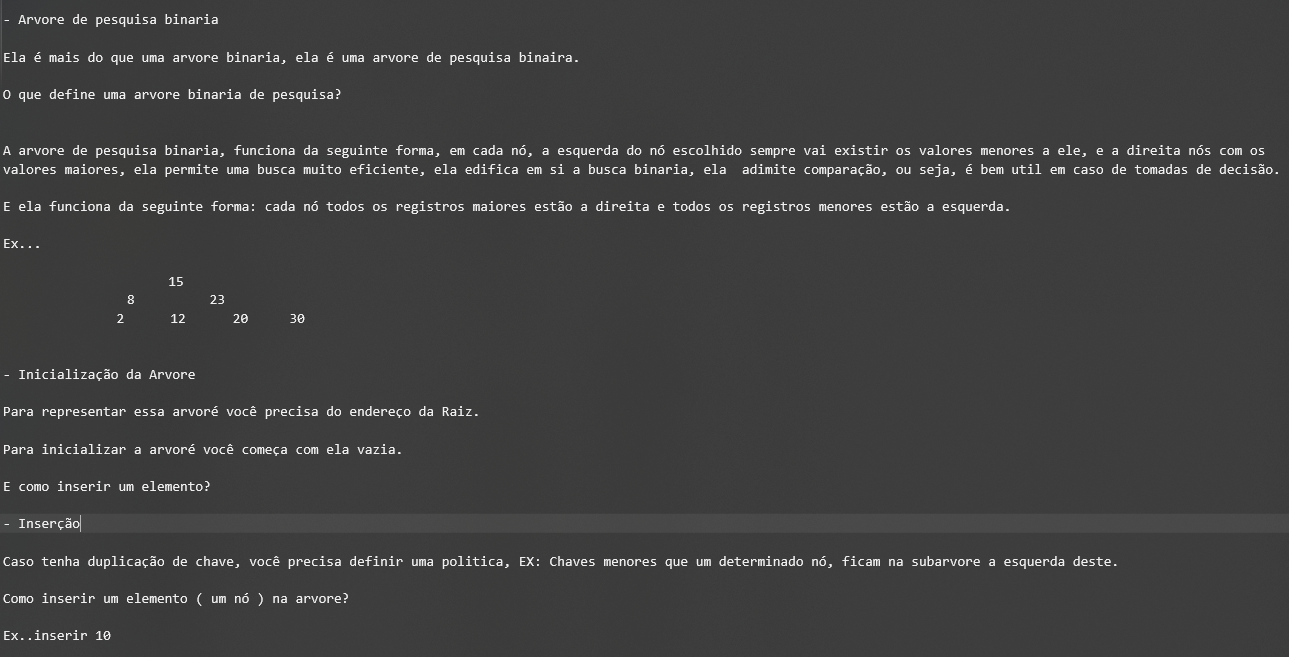 - Arvore de pesquisa binaria
Ela é mais do que uma arvore binaria, ela é uma arvore de pesquisa binaira.
O que define uma arvore binaria de pesquisa?
A arvore de pesquisa binaria, funciona da seguinte forma, em cada nó, a esquerda do nó escolhido sempre vai existir os valores menores a ele, e a direita nós com os
valores maiores, ela permite uma busca muito eficiente, ela edifica em si a busca binaria, ela  adimite comparação, ou seja, é bem util em caso de tomadas de decisão.
E ela funciona da seguinte forma: cada nó todos os registros maiores estão a direita e todos os registros menores estão a esquerda.
Ex...
15
8 23
2 12 20 30
- Inicialização da Arvore
Para representar essa arvoré você precisa do endereço da Raiz.
Para inicializar a arvoré você começa com ela vazia.
E como inserir um elemento?
- Inserção
Caso tenha duplicação de chave, você precisa definir uma politica, EX: Chaves menores que um determinado nó, ficam na subarvore a esquerda deste.
Como inserir um elemento ( um nó ) na arvore?
Ex..inserir 10